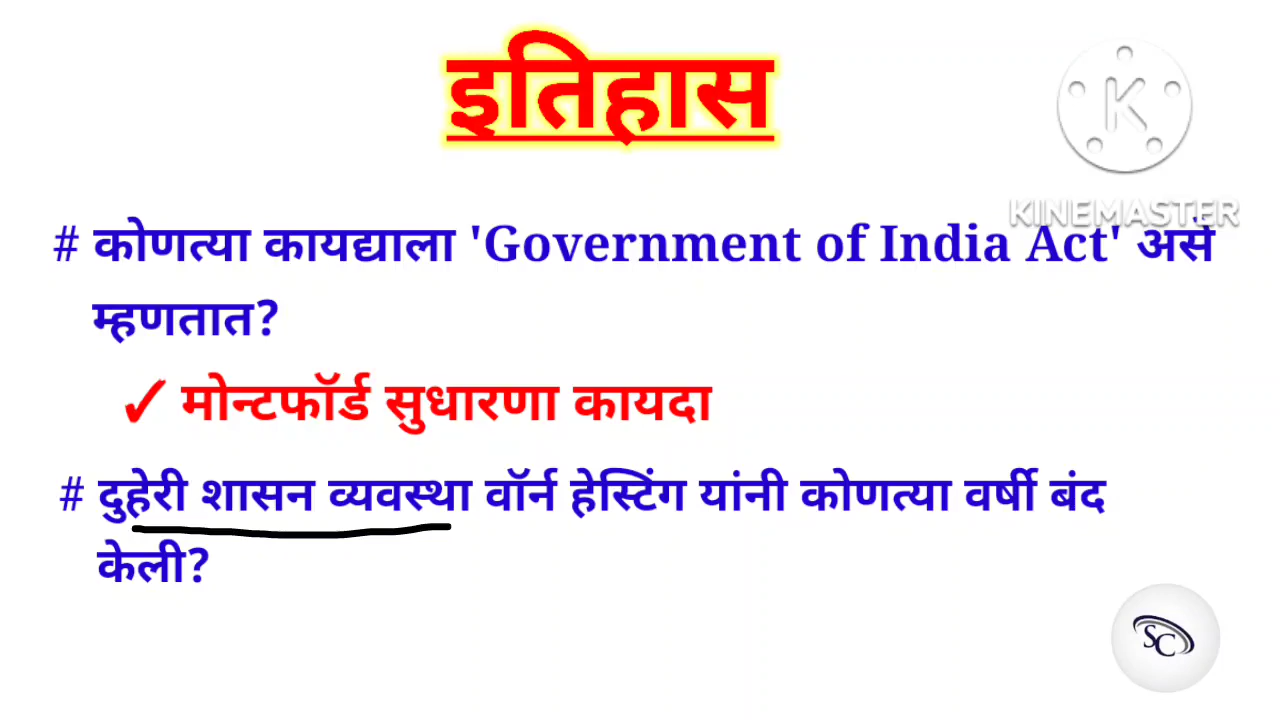 इतिहास
KINEMASTER
# कोणत्या कायद्याला 'Government of India Act' असे
म्हणतात?
✓ मोन्टफॉर्ड सुधारणा कायदा
# दुहेरी शासन व्यवस्था वॉर्न हेस्टिंग यांनी कोणत्या वर्षी बंद
केली?
SC